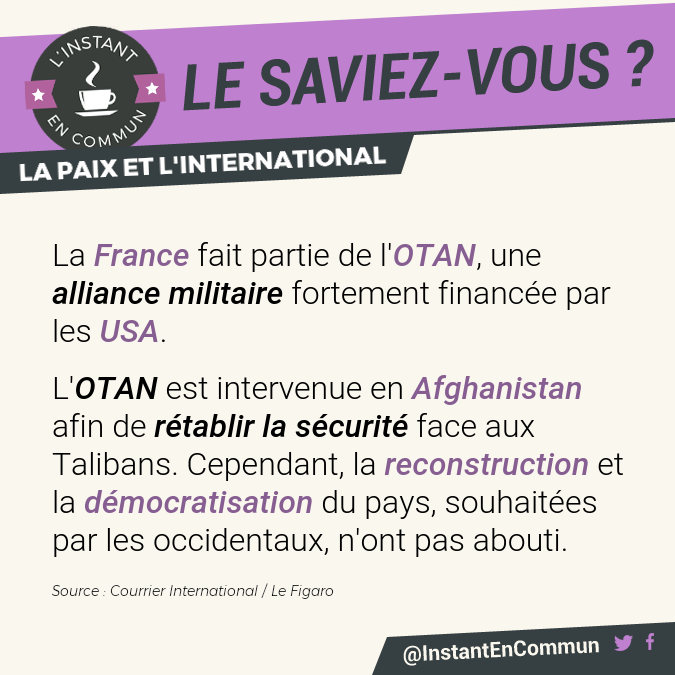 L'INSTANT
EN COMMUN
LE SAVIEZ-VOUS ?
LA PAIX ET L'INTERNATIONAL
La France fait partie de l'OTAN, une
alliance militaire fortement financée par
les USA.
L'OTAN est intervenue en Afghanistan
afin de rétablir la sécurité face aux
Talibans. Cependant, la reconstruction et
la démocratisation du pays, souhaitées
par les occidentaux, n'ont pas abouti.
Source : Courrier International / Le Figaro
@InstantEnCommun